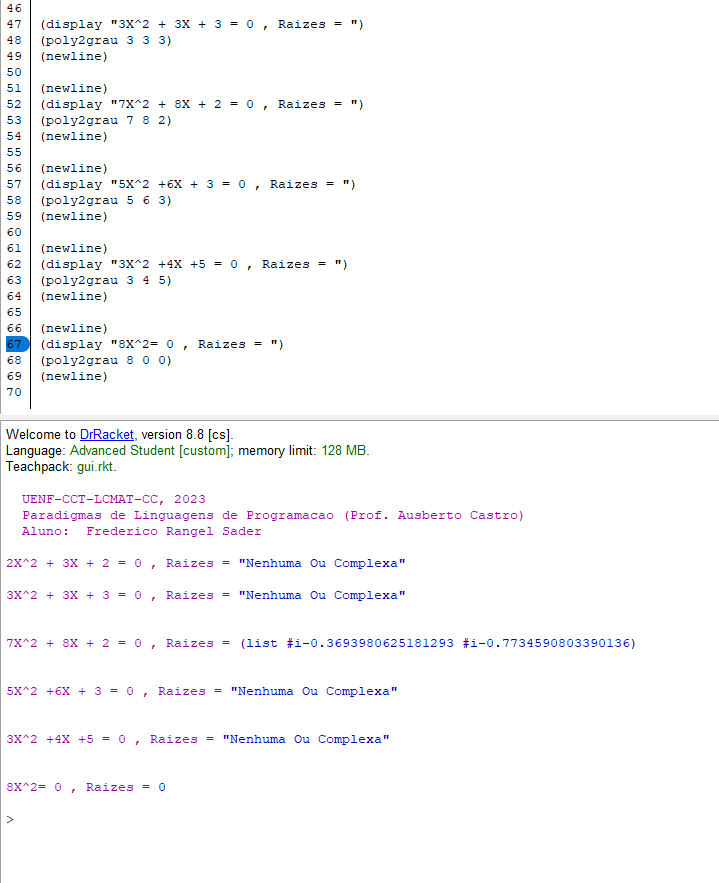 46
47 (display "3X^2 + 3X + 3 = 0 , Raizes = ")
48 (poly2grau 3 3 3)
49 (newline)
50
51 (newline)
52 (display "7X^2 + 8X + 2 = 0 , Raizes = ")
53 (poly2grau 7 8 2)
54 (newline)
55
56 (newline)
57 (display "5X^2 +6X + 3 = 0 , Raizes = ")
58 (poly2grau 5 6 3)
59 (newline)
60
61 (newline)
62 (display "3X^2 +4X +5 = 0 , Raizes = ")
63 (poly2grau 3 4 5)
64 (newline)
65
66 (newline)
67 (display "8X^2= 0 , Raizes = ")
68 (poly2grau 8 0 0)
69 (newline)
70
Welcome to DrRacket, version 8.8 [cs].
Language: Advanced Student [custom]; memory limit: 128 MB.
Teachpack: gui.rkt.
UENF-CCT-LCMAT-CC, 2023
Paradigmas de Linguagens de Programacao (Prof. Ausberto Castro)
Aluno: Frederico Rangel Sader
2X^2 + 3X + 2 = 0 , Raizes = "Nenhuma Ou Complexa"
3X^2 + 3X + 3 = 0 , Raizes = "Nenhuma Ou Complexa"
7X^2 + 8X + 2 = 0 , Raizes = (list #i-0.3693980625181293 #i-0.7734590803390136)
5X^2 +6X + 3 = 0 , Raizes = "Nenhuma Ou Complexa"
3X^2 +4X +5 = 0 , Raizes = "Nenhuma Ou Complexa"
8X^2= 0 , Raizes = 0
>